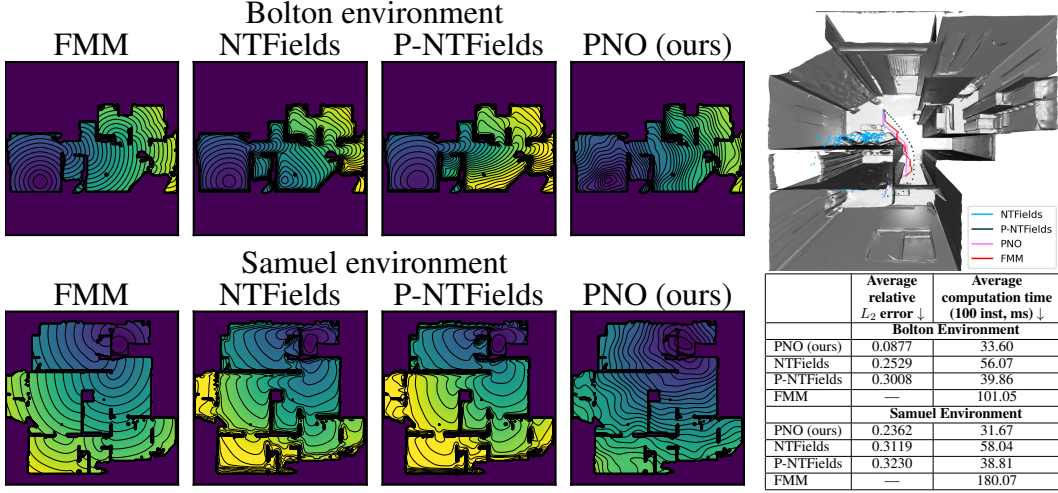 Bolton environment
FMM NTFields P-NTFields PNO (ours)
Samuel environment
FMM NTFields P-NTFields PNO (ours)
NTFields
P-NTFields
PNO
FMM
Average Average
relative computation time
L₂ error ↓ (100 inst, ms) ↓
Bolton Environment
PNO (ours) 0.0877 33.60
NTFields 0.2529 56.07
P-NTFields 0.3008 39.86
FMM — 101.05
Samuel Environment
PNO (ours) 0.2362 31.67
NTFields 0.3119 58.04
P-NTFields 0.3230 38.81
FMM — 180.07